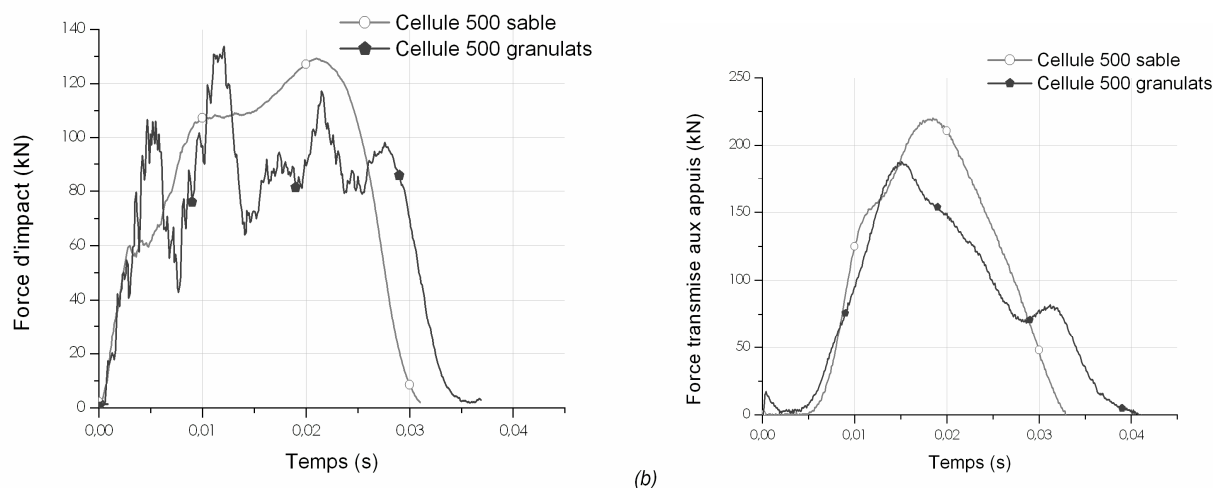 Cellule 500 sable
Cellule 500 granulats
Force d'impact (kN)
140
120
100
80
60
40
20
0
0,00 0,01 0,02 0,03 0,04
Temps (s)
(b)
Cellule 500 sable
Cellule 500 granulats
Force transmise aux appuis (kN)
250
200
150
100
50
0
0,00 0,01 0,02 0,03 0,04
Temps (s)